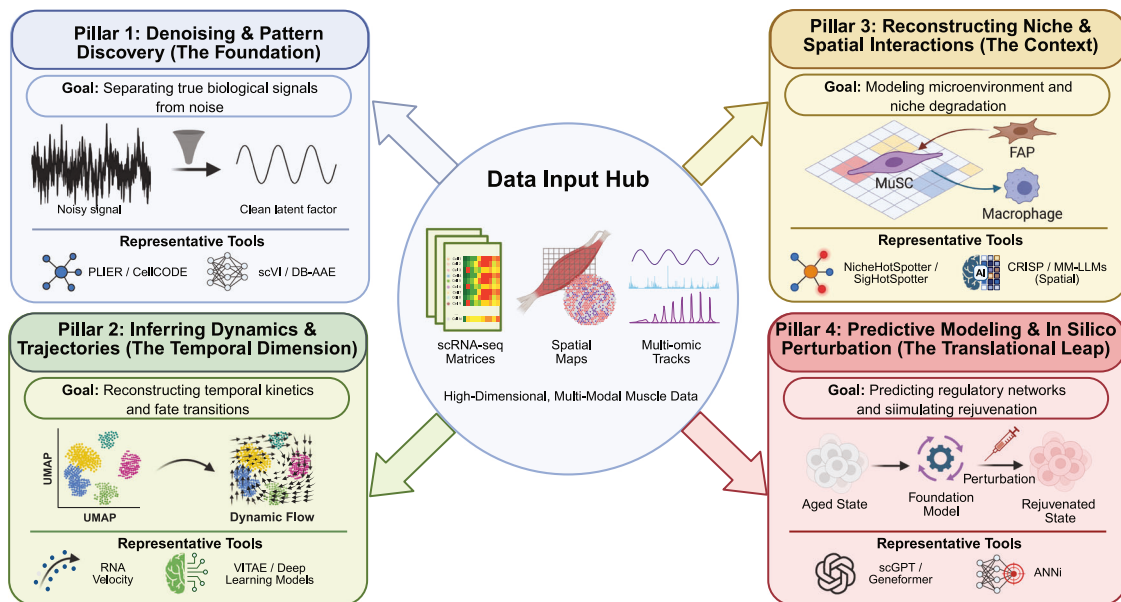 Pillar 1: Denoising & Pattern
Discovery (The Foundation)
Goal: Separating true biological signals
from noise
Noisy signal
Clean latent factor
Representative Tools
PLIER / CellCODE
scVI / DB-AAE
Pillar 2: Inferring Dynamics &
Trajectories (The Temporal Dimension)
Goal: Reconstructing temporal kinetics
and fate transitions
UMAP
UMAP
Dynamic Flow
Representative Tools
RNA
Velocity
VITAE / Deep
Learning Models
Data Input Hub
scRNA-seq
Matrices
Spatial
Maps
Multi-omic
Tracks
High-Dimensional, Multi-Modal Muscle Data
Pillar 3: Reconstructing Niche &
Spatial Interactions (The Context)
Goal: Modeling microenvironment and
niche degradation
FAP
MuSC
Macrophage
Representative Tools
NicheHotSpotter /
SigHotSpotter
AI
CRISP / MM-LLMs
(Spatial)
Pillar 4: Predictive Modeling & In Silico
Perturbation (The Translational Leap)
Goal: Predicting regulatory networks
and siimulating rejuvenation
Perturbation
Aged State
Foundation
Model
Rejuvenated
State
Representative Tools
scGPT /
Geneformer
ANNi